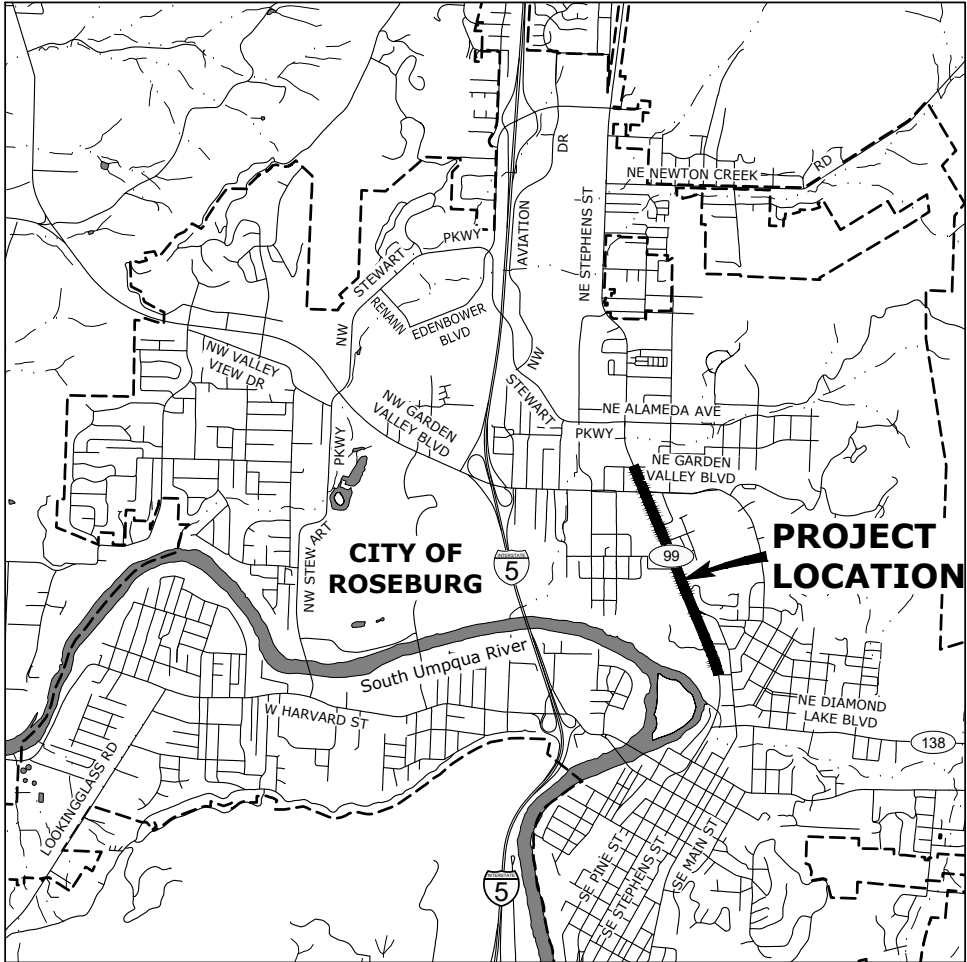 NE NEWTON CREEK
RD
DR
AVIATION
NE STEPHENS ST
PKWY
STEWART
NW
RENANN
EDENBOWER
BLVD
NW VALLEY
VIEW DR
NW
STEWART
PKWY
NE ALAMEDA AVE
NW GARDEN
VALLEY BLVD
NE GARDEN
VALLEY BLVD
PKWY
NW STEWART
CITY OF
ROSEBURG
INTERSTATE
5
99
PROJECT
LOCATION
South Umpqua River
W HARVARD ST
NE DIAMOND
LAKE BLVD
138
LOOKINGGLASS RD
SE PINE ST
SE STEPHENS ST
SE MAIN ST
INTERSTATE
5